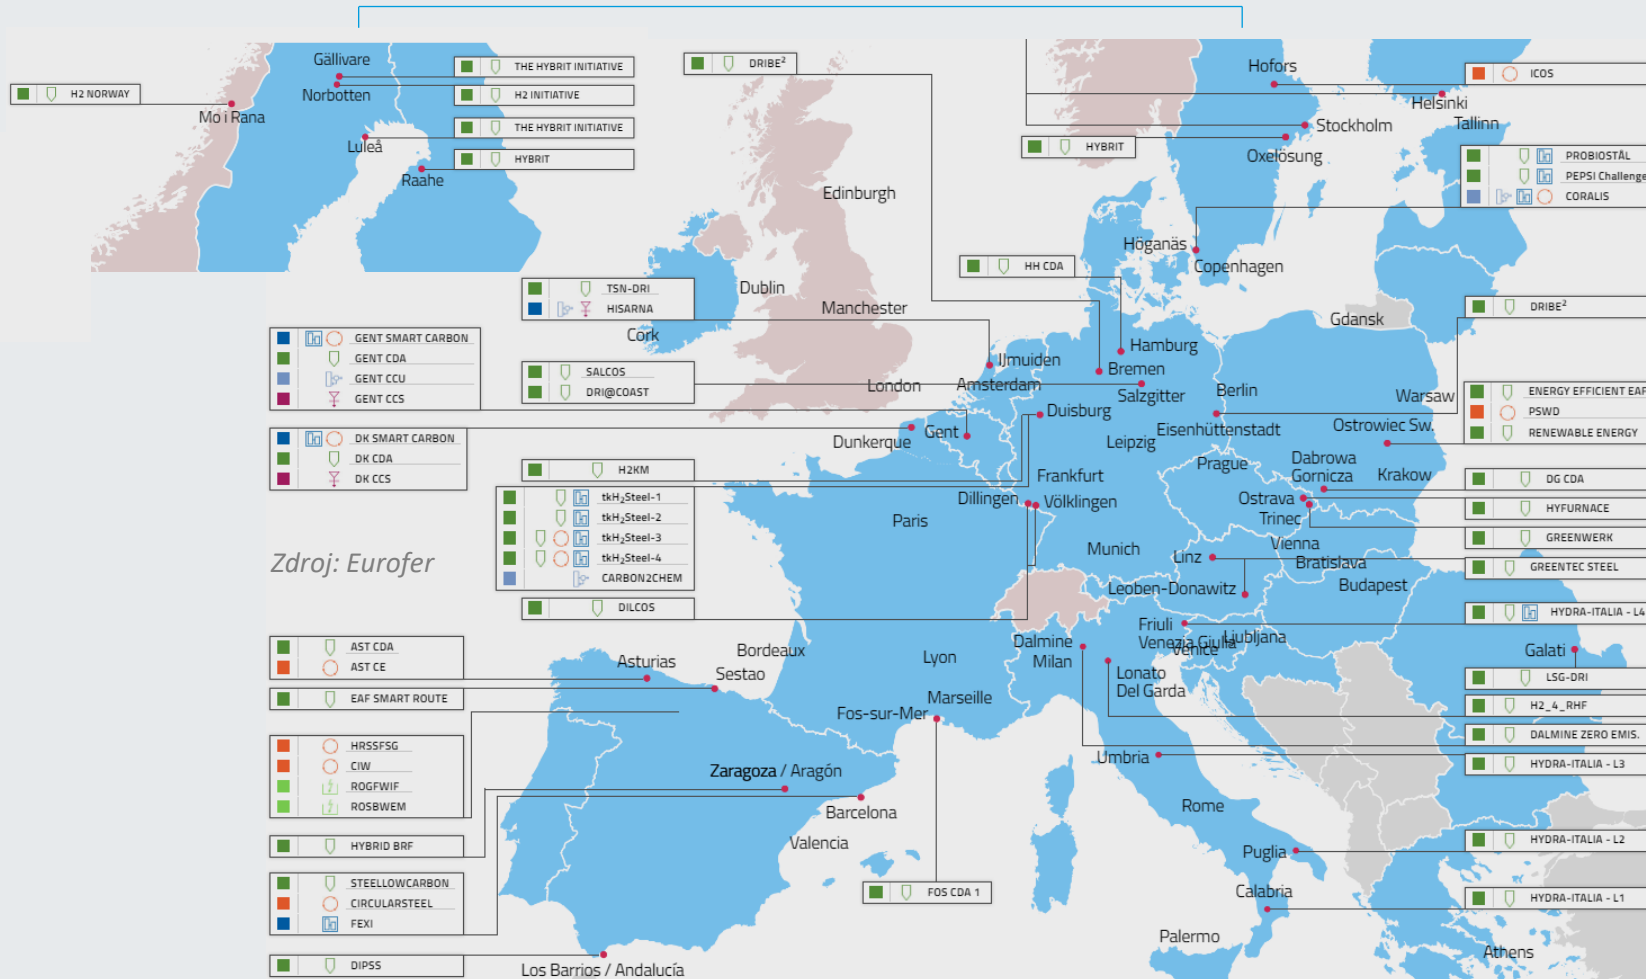 Gällivare
THE HYBRIT INITIATIVE
H2 NORWAY
Norbotten
H2 INITIATIVE
Mo i Rana
THE HYBRIT INITIATIVE
Luleå
HYBRIT
Raahe
DRIBE²
Hofors
ICOS
Helsinki
Stockholm
Tallinn
HYBRIT
Oxelösung
PROBIOSTÅL
PEPSI Challenge
CORALIS
Edinburgh
Höganäs
Copenhagen
HH CDA
Dublin
TSN-DRI
HISARNA
Manchester
Cork
DRIBE²
Gdansk
GENT SMART CARBON
GENT CDA
GENT CCU
GENT CCS
Hamburg
IJmuiden
Bremen
SALCOS
DRI@COAST
London
Amsterdam
Salzgitter
Berlin
Warsaw
ENERGY EFFICIENT EAF
PSWD
RENEWABLE ENERGY
Duisburg
Eisenhüttenstadt
Ostrowiec Sw.
Dunkerque
Gent
Leipzig
DK SMART CARBON
DK CDA
DK CCS
H2KM
Frankfurt
Prague
Dabrowa
Gornicza
Krakow
DG CDA
tkH₂Steel-1
tkH₂Steel-2
tkH₂Steel-3
tkH₂Steel-4
CARBON2CHEM
Dillingen
Völklingen
Ostrava
HYFURNACE
Paris
Trinec
GREENWERK
Zdroj: Eurofer
Munich
Linz
Vienna
Bratislava
GREENTEC STEEL
Leoben-Donawitz
Budapest
DILCOS
HYDRA-ITALIA - L4
Friuli
Venezia Giulia
Ljubljana
Venice
Dalmine
Milan
AST CDA
AST CE
Asturias
Bordeaux
Sestao
Lyon
Lonato
Del Garda
Galati
LSG-DRI
EAF SMART ROUTE
Marseille
Fos-sur-Mer
H2_4_RHF
DALMINE ZERO EMIS.
HRSSFSG
CIW
ROGFWIF
ROSBWEM
Umbria
HYDRA-ITALIA - L3
Zaragoza / Aragón
Barcelona
Rome
HYBRID BRF
Valencia
Puglia
HYDRA-ITALIA - L2
STEELLOWCARBON
CIRCULARSTEEL
FEXI
FOS CDA 1
Calabria
HYDRA-ITALIA - L1
Palermo
Athens
DIPSS
Los Barrios / Andalucía